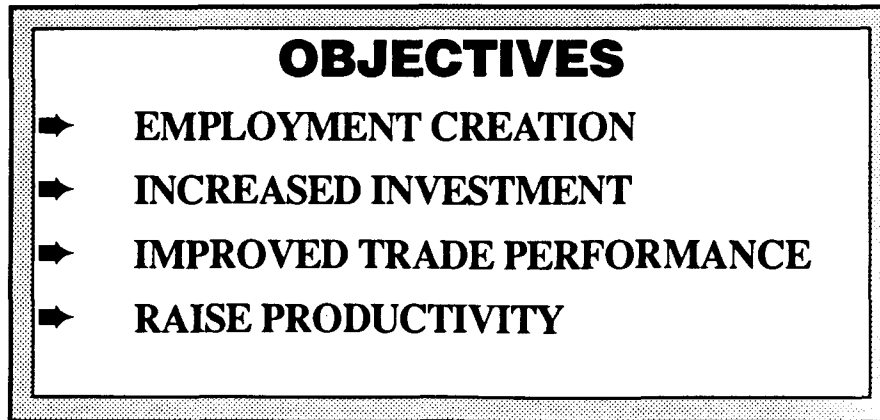 OBJECTIVES
EMPLOYMENT CREATION
INCREASED INVESTMENT
IMPROVED TRADE PERFORMANCE
RAISE PRODUCTIVITY